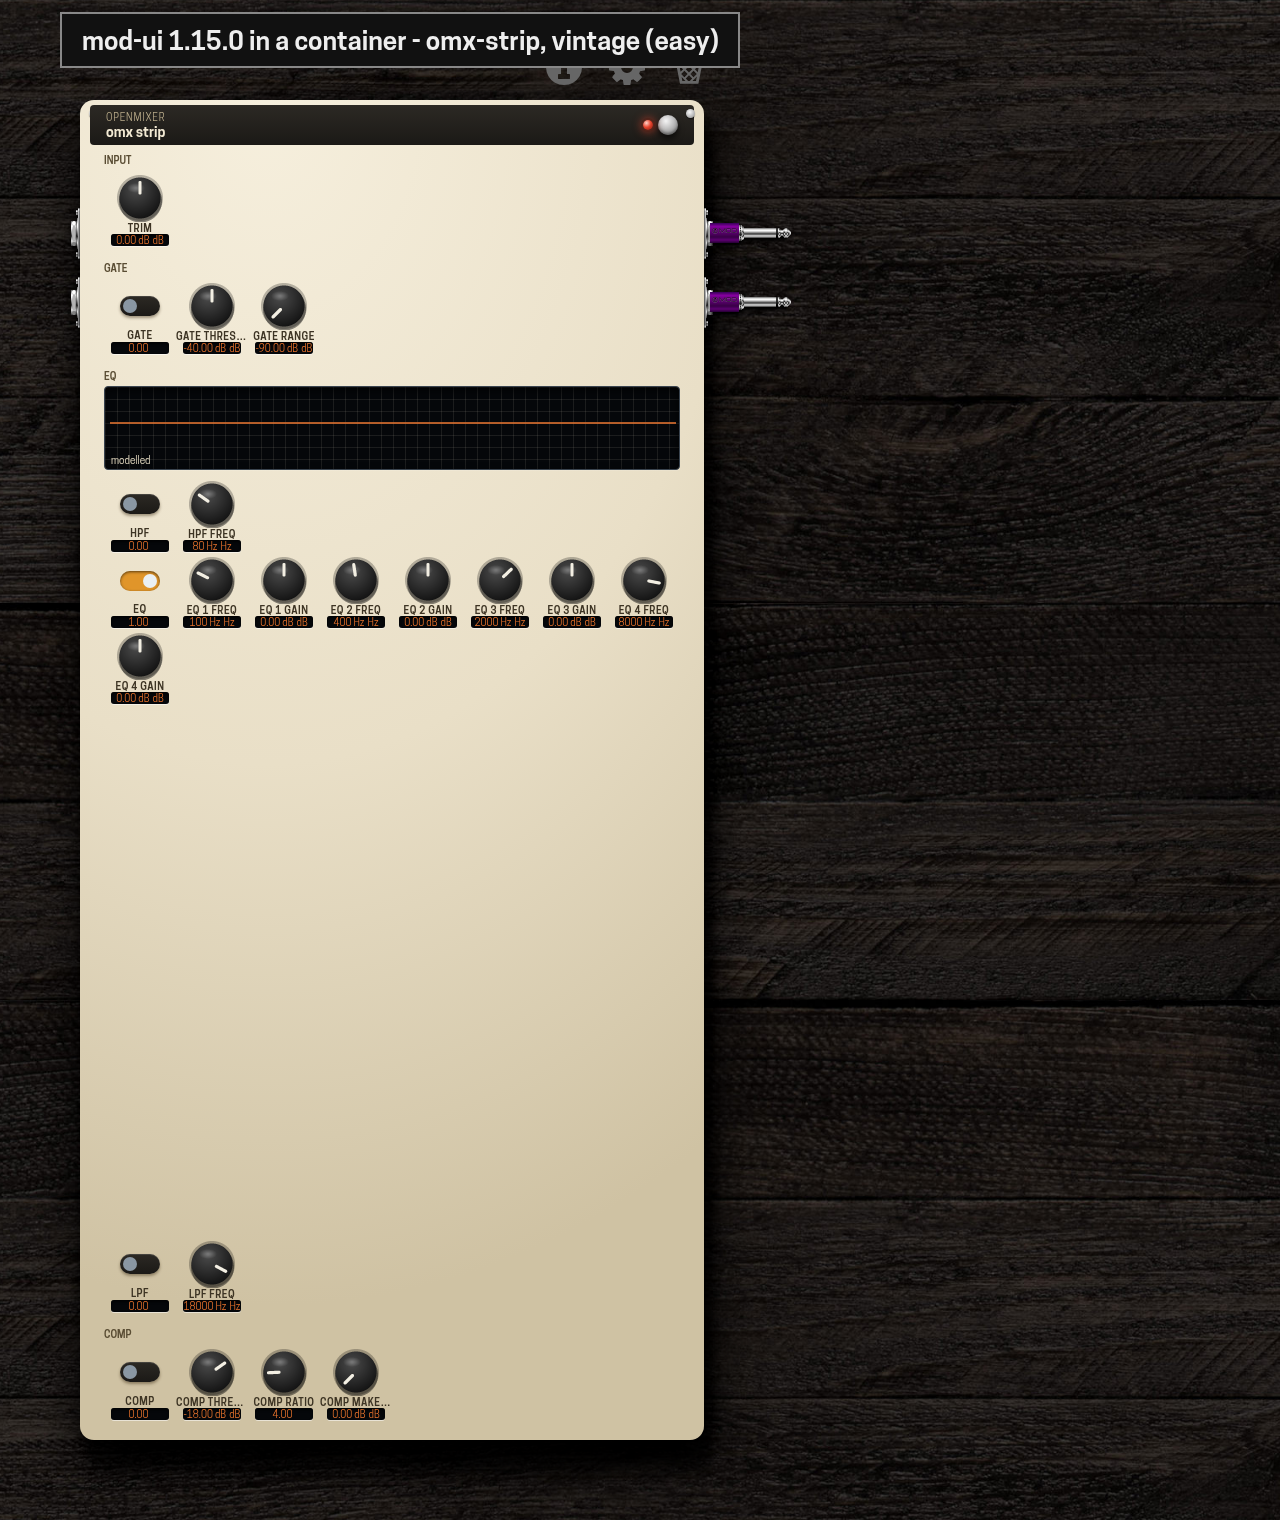 mod-ui 1.15.0 in a container - omx-strip, vintage (easy)
OPENMIXER
omx strip
INPUT
TRIM
0.00 dB dB
GATE
GATE GATE THRES... GATE RANGE
0.00 -40.00 dB dB -90.00 dB dB
EQ
modelled
HPF HPF FREQ
0.00 80 Hz Hz
EQ EQ 1 FREQ EQ 1 GAIN EQ 2 FREQ EQ 2 GAIN EQ 3 FREQ EQ 3 GAIN EQ 4 FREQ
1.00 100 Hz Hz 0.00 dB dB 400 Hz Hz 0.00 dB dB 2000 Hz Hz 0.00 dB dB 8000 Hz Hz
EQ 4 GAIN
0.00 dB dB
LPF LPF FREQ
0.00 18000 Hz Hz
COMP
COMP COMP THRE... COMP RATIO COMP MAKE...
0.00 -18.00 dB dB 4.00 0.00 dB dB